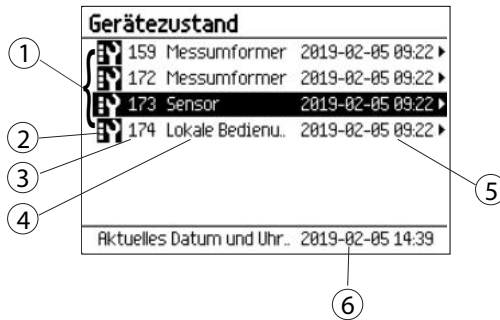 Gerätezustand
159 Messumformer 2019-02-05 09:22
172 Messumformer 2019-02-05 09:22
173 Sensor 2019-02-05 09:22
174 Lokale Bedienu.. 2019-02-05 09:22
Aktuelles Datum und Uhr.. 2019-02-05 14:39
1
2
3
4
5
6